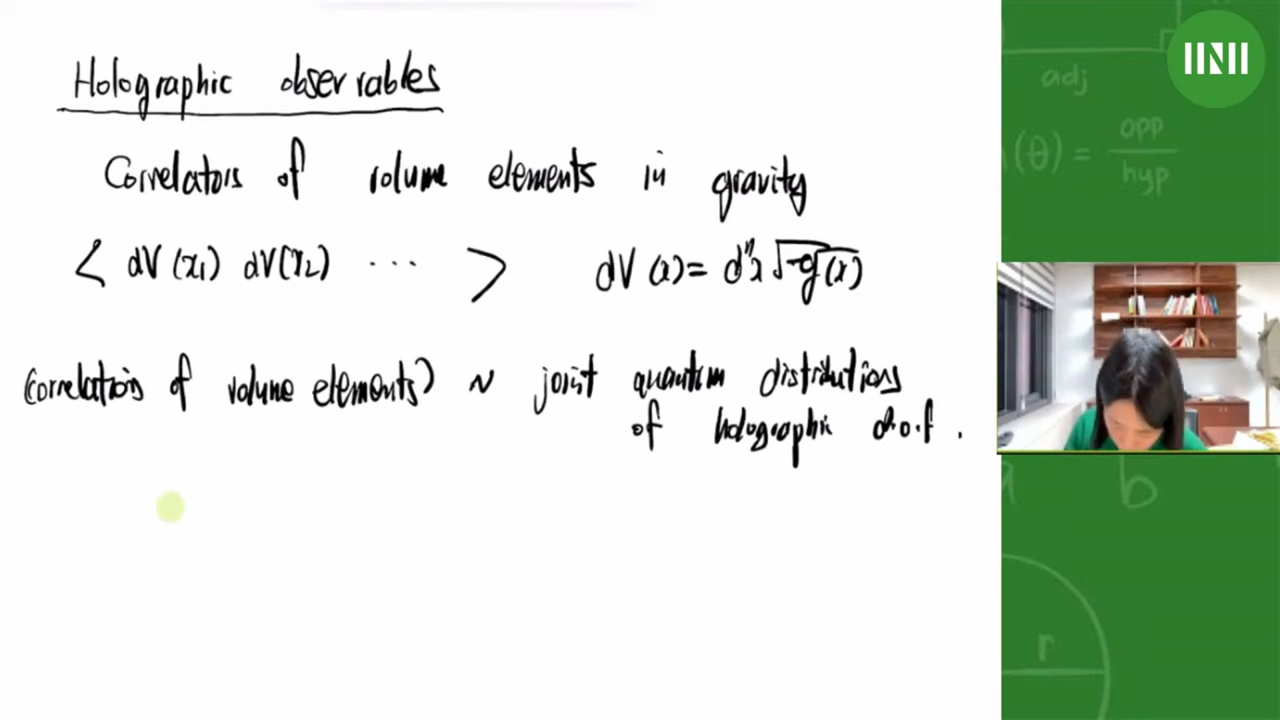 Holographic observables
Correlators of volume elements in gravity
< dV(x₁) dV(x₂) ... > dV(x) = dⁿx √-g(x)
(Correlations of volume elements) ~ joint quantum distributions
of holographic d.o.f.
adj
(θ) = opp/hyp
b
r